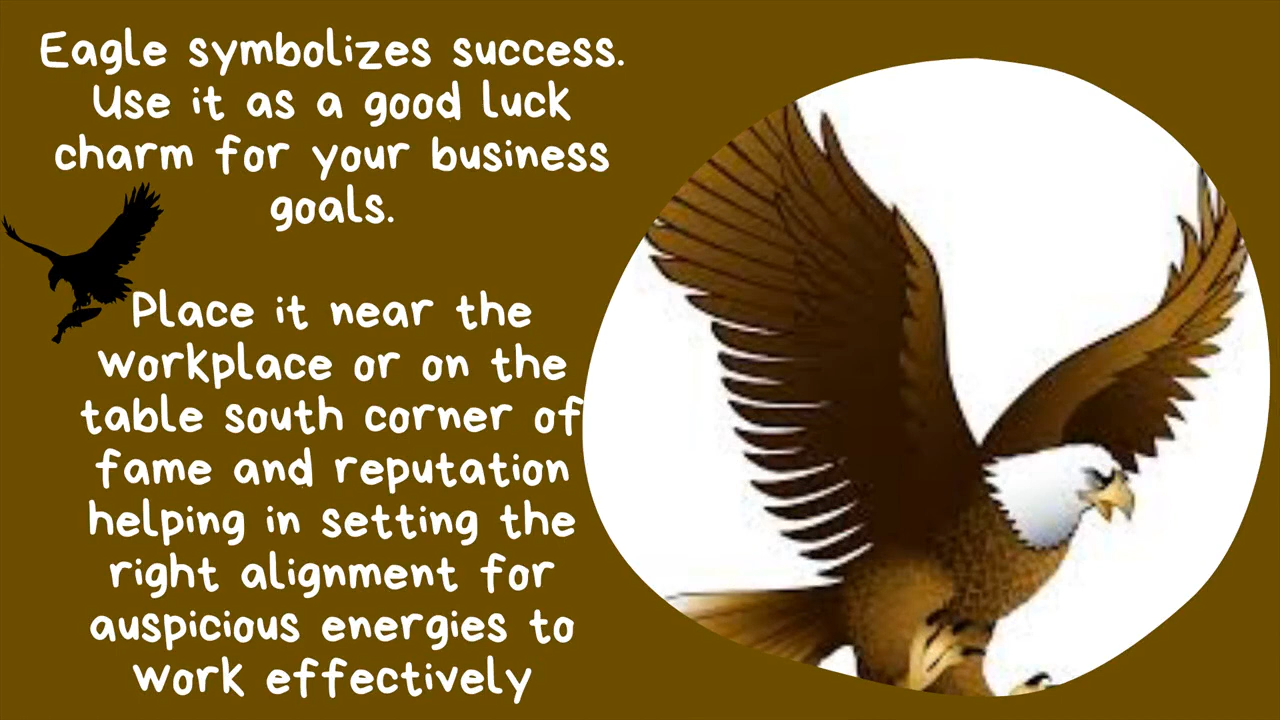 Eagle symbolizes success.
Use it as a good luck
charm for your business
goals.
Place it near the
workplace or on the
table south corner of
fame and reputation
helping in setting the
right alignment for
auspicious energies to
work effectively